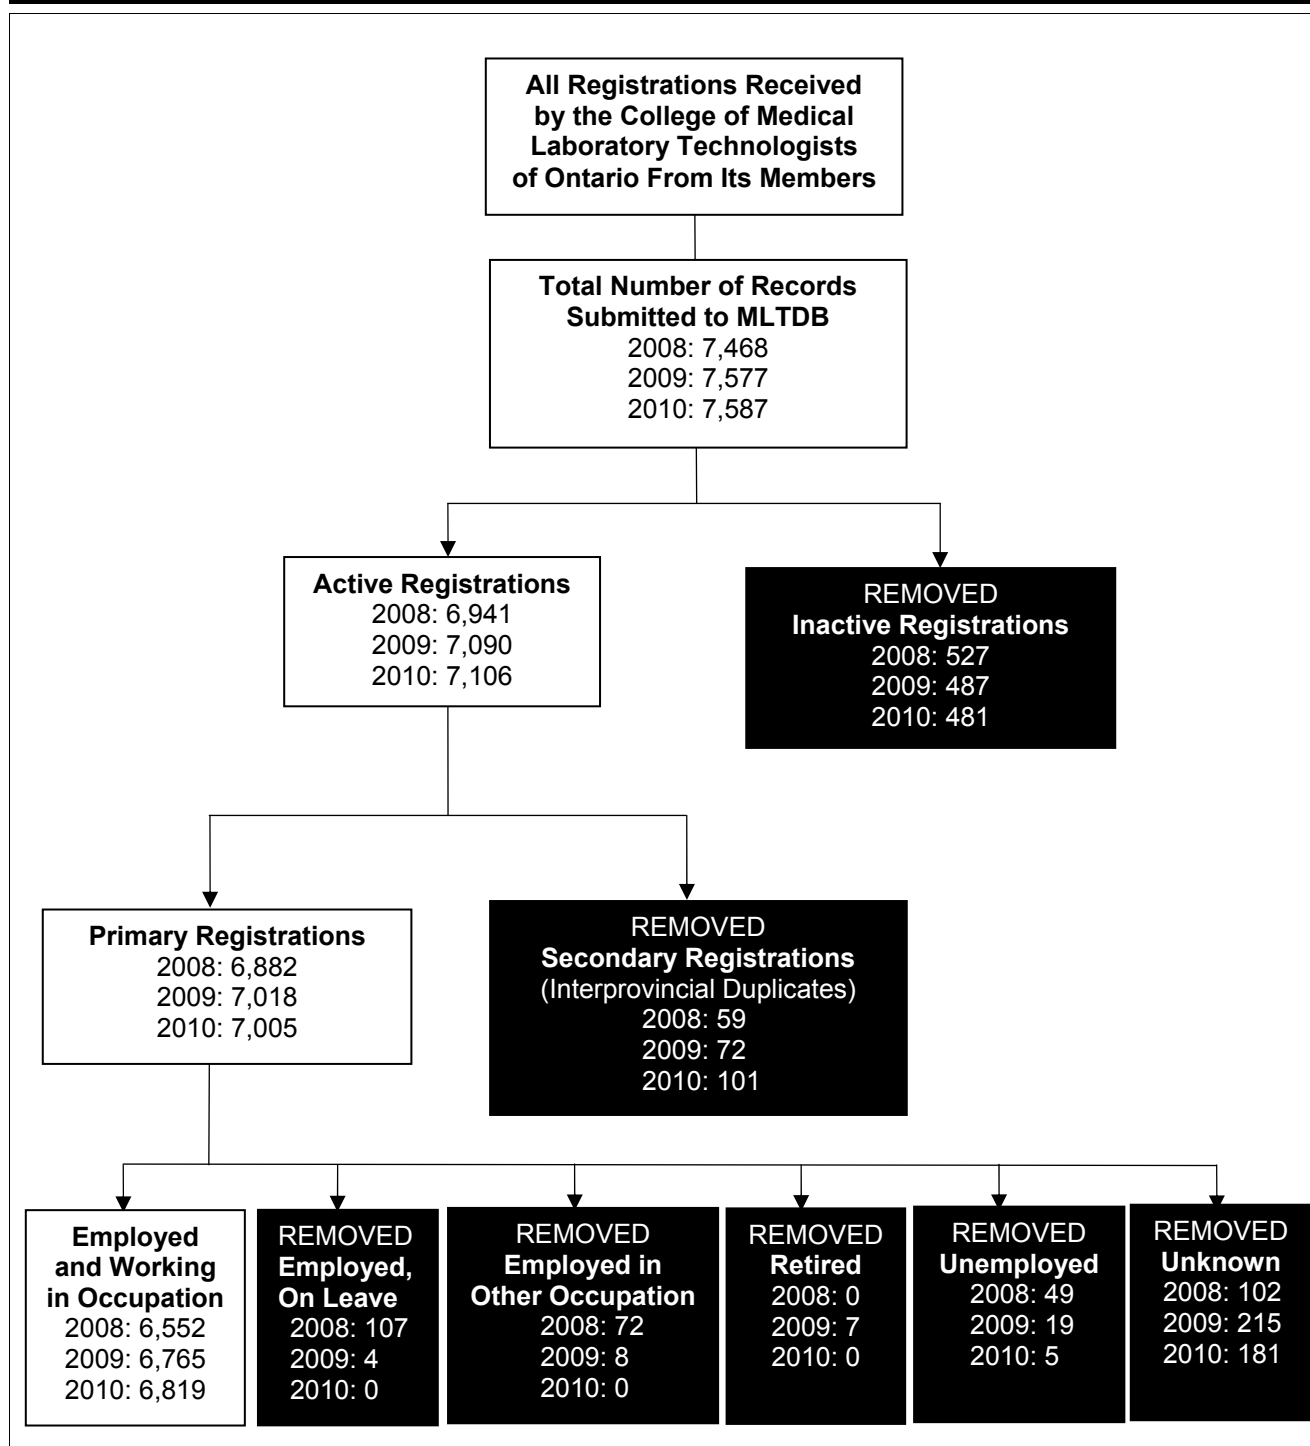 All Registrations Received
by the College of Medical
Laboratory Technologists
of Ontario From Its Members
Total Number of Records
Submitted to MLTDB
2008: 7,468
2009: 7,577
2010: 7,587
Active Registrations
2008: 6,941
2009: 7,090
2010: 7,106
REMOVED
Inactive Registrations
2008: 527
2009: 487
2010: 481
Primary Registrations
2008: 6,882
2009: 7,018
2010: 7,005
REMOVED
Secondary Registrations
(Interprovincial Duplicates)
2008: 59
2009: 72
2010: 101
Employed
and Working
in Occupation
2008: 6,552
2009: 6,765
2010: 6,819
REMOVED
Employed,
On Leave
2008: 107
2009: 4
2010: 0
REMOVED
Employed in
Other Occupation
2008: 72
2009: 8
2010: 0
REMOVED
Retired
2008: 0
2009: 7
2010: 0
REMOVED
Unemployed
2008: 49
2009: 19
2010: 5
REMOVED
Unknown
2008: 102
2009: 215
2010: 181